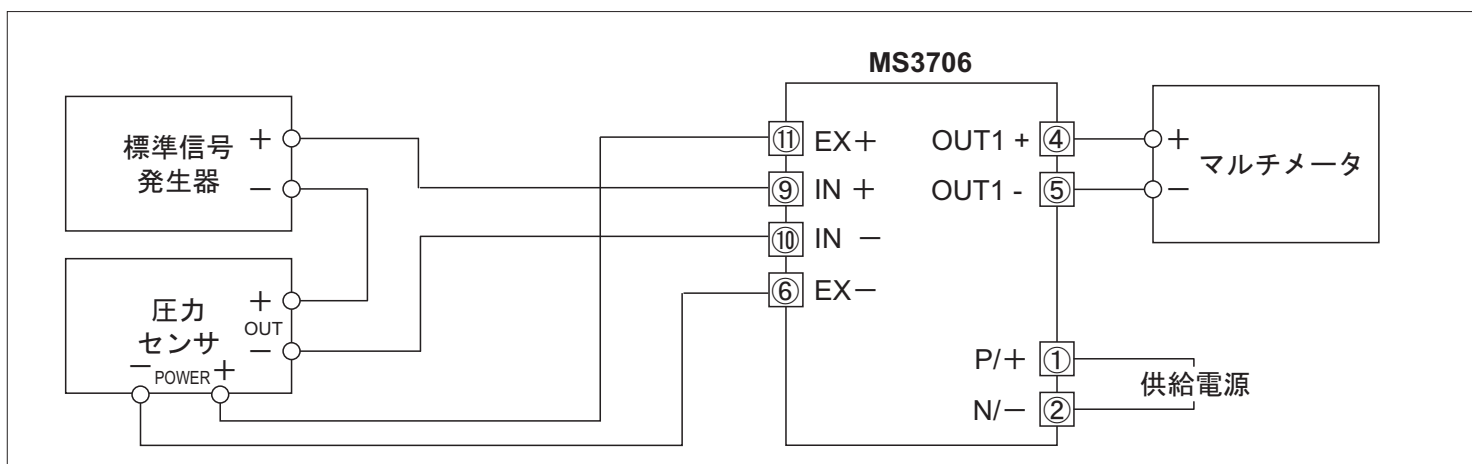 MS3706
標準信号
発生器
+
−
圧力
センサ
+
OUT
−
− POWER +
⑪ EX+
⑨ IN +
⑩ IN −
⑥ EX−
OUT1 + ④
OUT1 - ⑤
P/+ ①
N/− ②
+
−
マルチメータ
供給電源